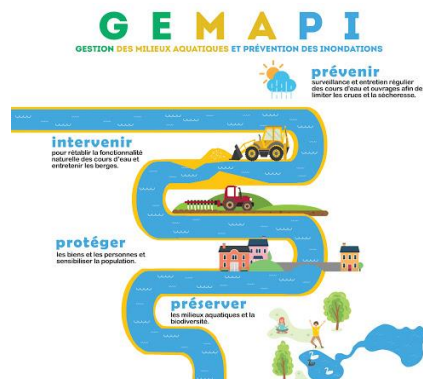 GEMAPI
GESTION DES MILIEUX AQUATIQUES ET PRÉVENTION DES INONDATIONS
prévenir
surveillance et entretien régulier
des cours d'eau et ouvrages afin de
limiter les crues et la sécheresse.
intervenir
pour rétablir la fonctionnalité
naturelle des cours d'eau et
entretenir les berges.
protéger
les biens et les personnes et
sensibiliser la population.
préserver
les milieux aquatiques et la
biodiversité.